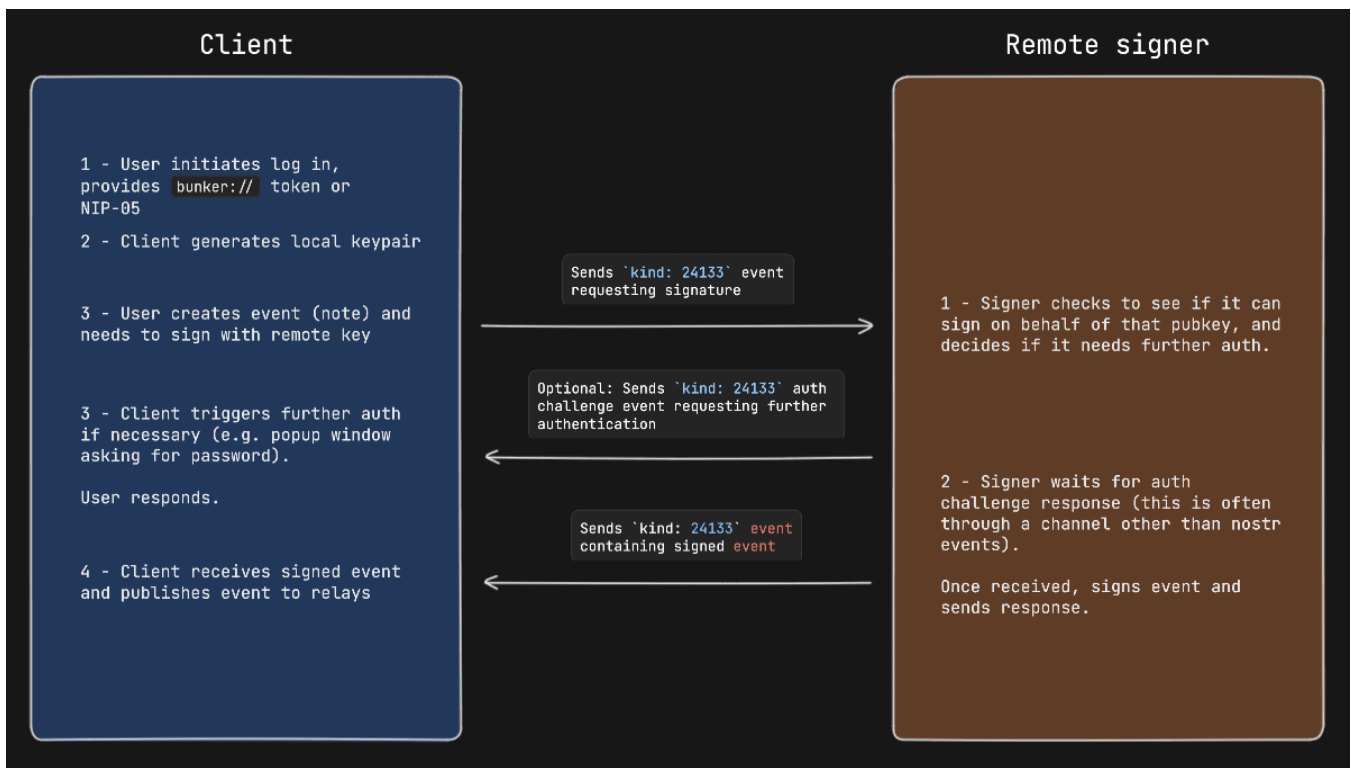 Client
Remote signer
1 - User initiates log in,
provides bunker:// token or
NIP-05
2 - Client generates local keypair
3 - User creates event (note) and
needs to sign with remote key
3 - Client triggers further auth
if necessary (e.g. popup window
asking for password).
User responds.
4 - Client receives signed event
and publishes event to relays
Sends `kind: 24133` event
requesting signature
Optional: Sends `kind: 24133` auth
challenge event requesting further
authentication
Sends `kind: 24133` event
containing signed event
1 - Signer checks to see if it can
sign on behalf of that pubkey, and
decides if it needs further auth.
2 - Signer waits for auth
challenge response (this is often
through a channel other than nostr
events).
Once received, signs event and
sends response.